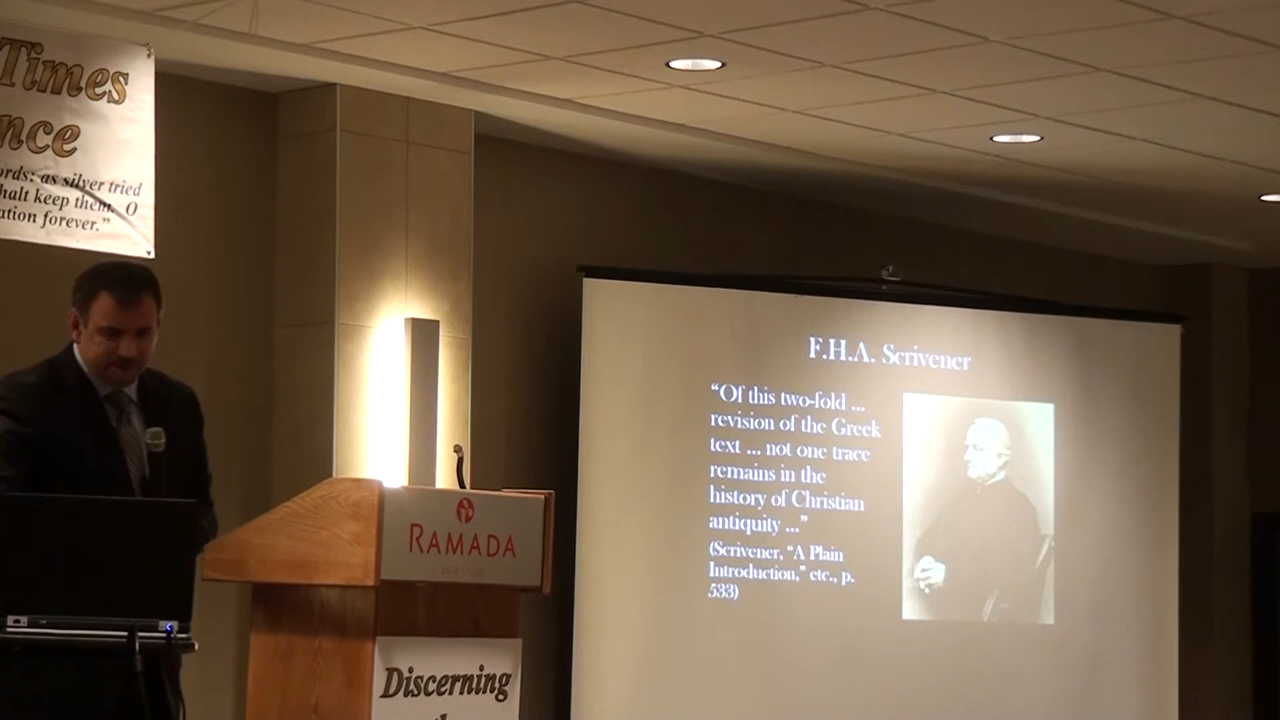 Times
nce
ords: as silver tried
halt keep them, O
ation forever."
F.H.A. Scrivener
"Of this two-fold ...
revision of the Greek
text ... not one trace
remains in the
history of Christian
antiquity ..."
(Scrivener, "A Plain
Introduction," etc., p.
533)
RAMADA
Discerning